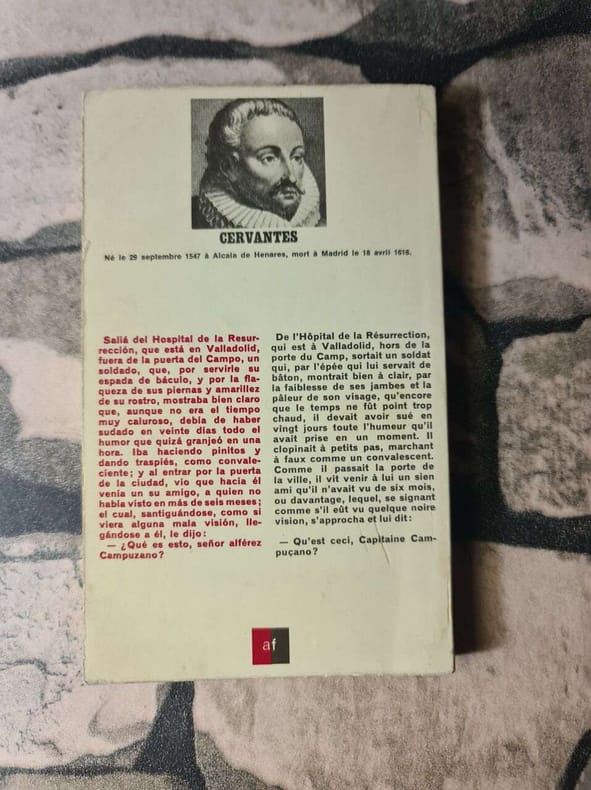 CERVANTES
Né le 29 septembre 1547 à Alcala de Henares, mort à Madrid le 18 avril 1616.
Saliá del Hospital de la Resur-
rección, que está en Valladolid,
fuera de la puerta del Campo, un
soldado, que, por servirle su
espada de báculo, y por la fla-
queza de sus piernas y amarillez
de su rostro, mostraba bien claro
que, aunque no era el tiempo
muy caluroso, debía de haber
sudado en veinte días todo el
humor que quizá granjeó en una
hora. Iba haciendo pinitos y
dando traspiés, como convale-
ciente; y al entrar por la puerta
de la ciudad, vio que hacia él
venía un su amigo, a quien no
había visto en más de seis meses;
el cual, santiguándose, como si
viera alguna mala visión, lle-
gándose a él, le dijo:
— ¿Qué es esto, señor alférez
Campuzano?
De l'Hôpital de la Résurrection,
qui est à Valladolid, hors de la
porte du Camp, sortait un soldat
qui, par l'épée qui lui servait de
bâton, montrait bien à clair, par
la faiblesse de ses jambes et la
pâleur de son visage, qu'encore
que le temps ne fût point trop
chaud, il devait avoir sué en
vingt jours toute l'humeur qu'il
avait prise en un moment. Il
clopinait à petits pas, marchant
à faux comme un convalescent.
Comme il passait la porte de
la ville, il vit venir à lui un sien
ami qu'il n'avait vu de six mois,
ou davantage, lequel, se signant
comme s'il eût vu quelque noire
vision, s'approcha et lui dit:
— Qu'est ceci, Capitaine Cam-
puçano?
af